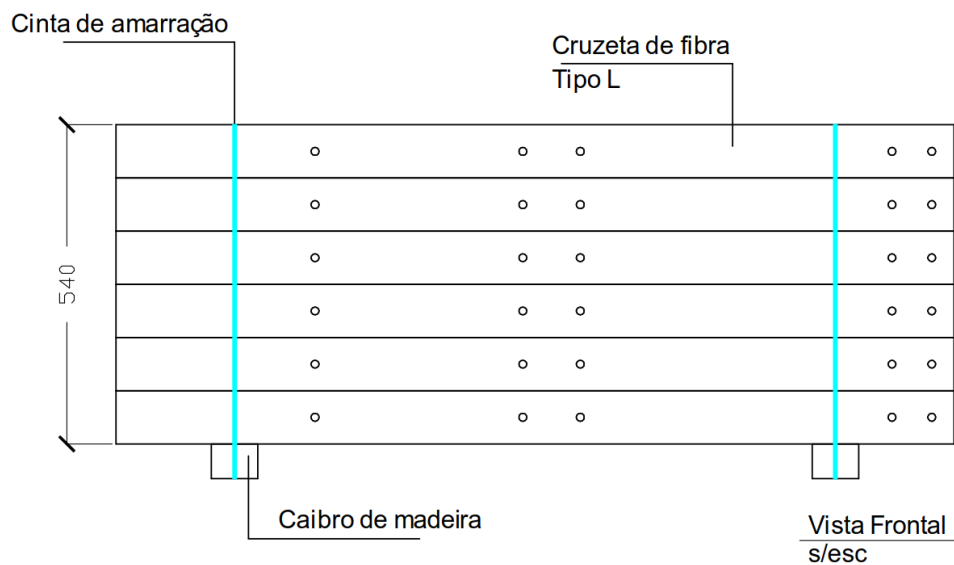 Cinta de amarração
Cruzeta de fibra
Tipo L
540
Caibro de madeira
Vista Frontal
s/esc